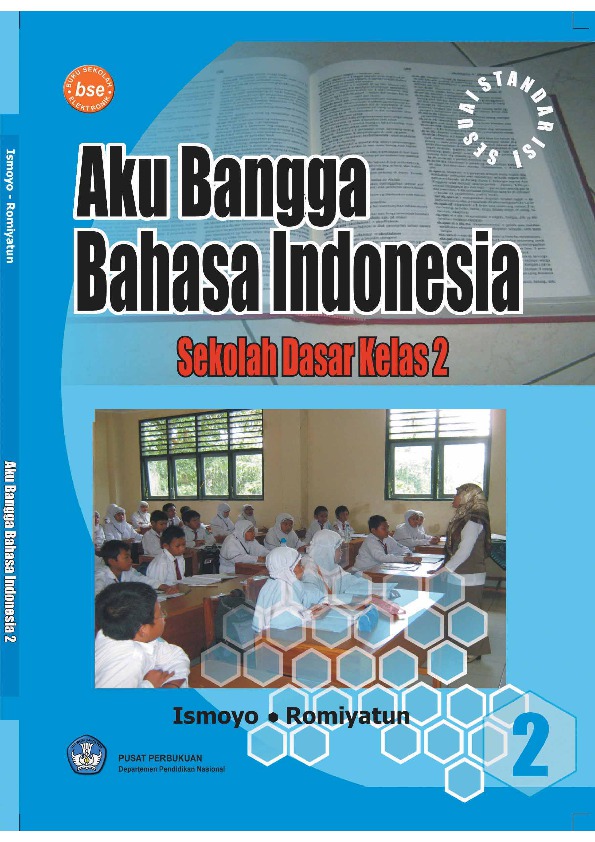 BUKU SEKOLAH
bse
ELEKTRONIK
SESUAI STANDAR ISI
Aku Bangga
Bahasa Indonesia
Sekolah Dasar Kelas 2
Ismoyo - Romiyatun
Aku Bangga Bahasa Indonesia 2
Ismoyo ● Romiyatun
2
PUSAT PERBUKUAN
Departemen Pendidikan Nasional